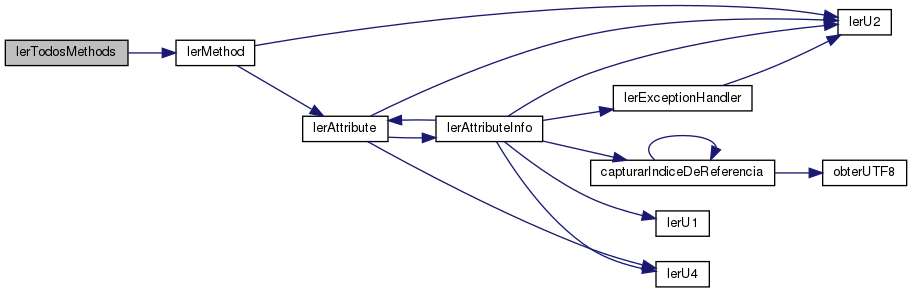 lerTodosMethods
lerMethod
lerU2
lerExceptionHandler
lerAttribute
lerAttributeInfo
capturarIndiceDeReferencia
obterUTF8
lerU1
lerU4